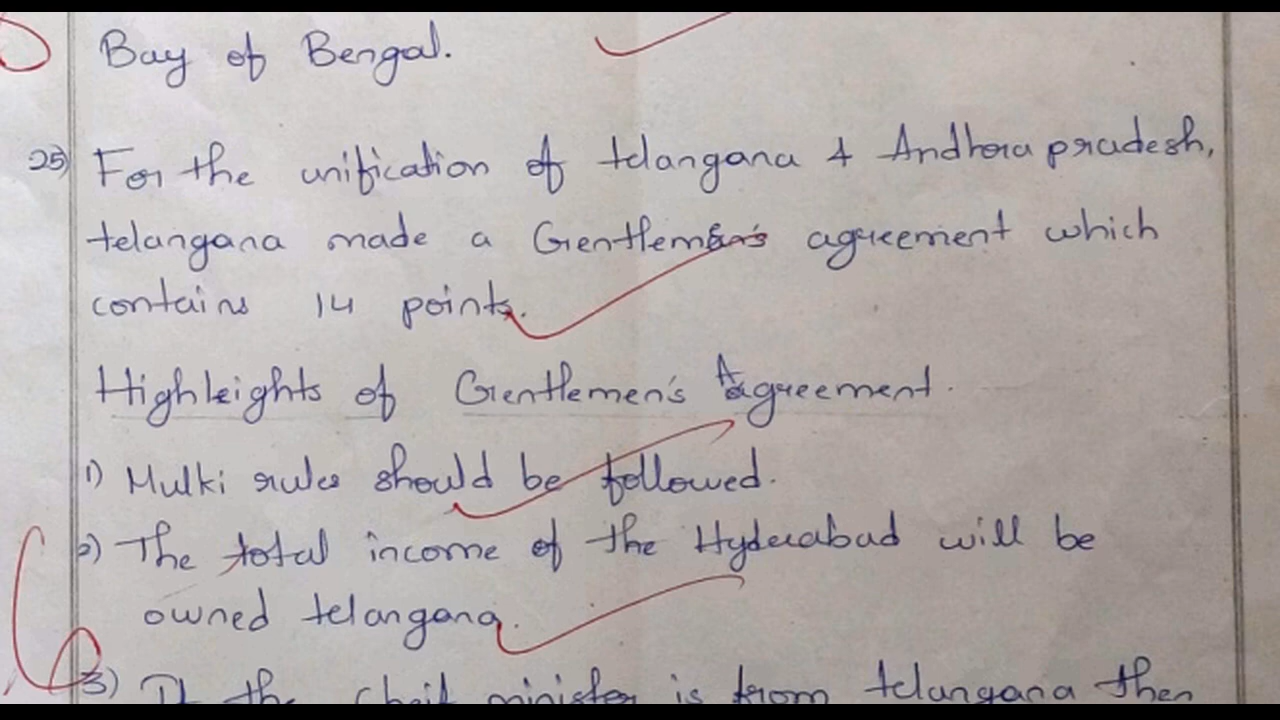 Bay of Bengal.
25) For the unification of telangana & Andhra pradesh,
telangana made a Gentlemen's agreement which
contains 14 points.
Highleights of Gentlemen's Agreement.
1) Mulki rules should be followed.
2) The total income of the Hyderabad will be
owned telangana.
3) If the cheif minister is from telangana then